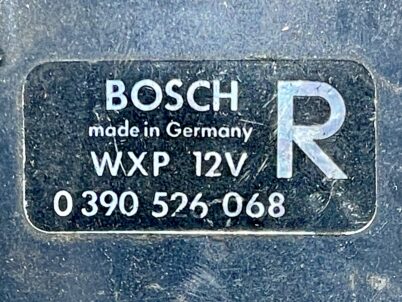 BOSCH
made in Germany
WXP 12V
R
0 390 526 068